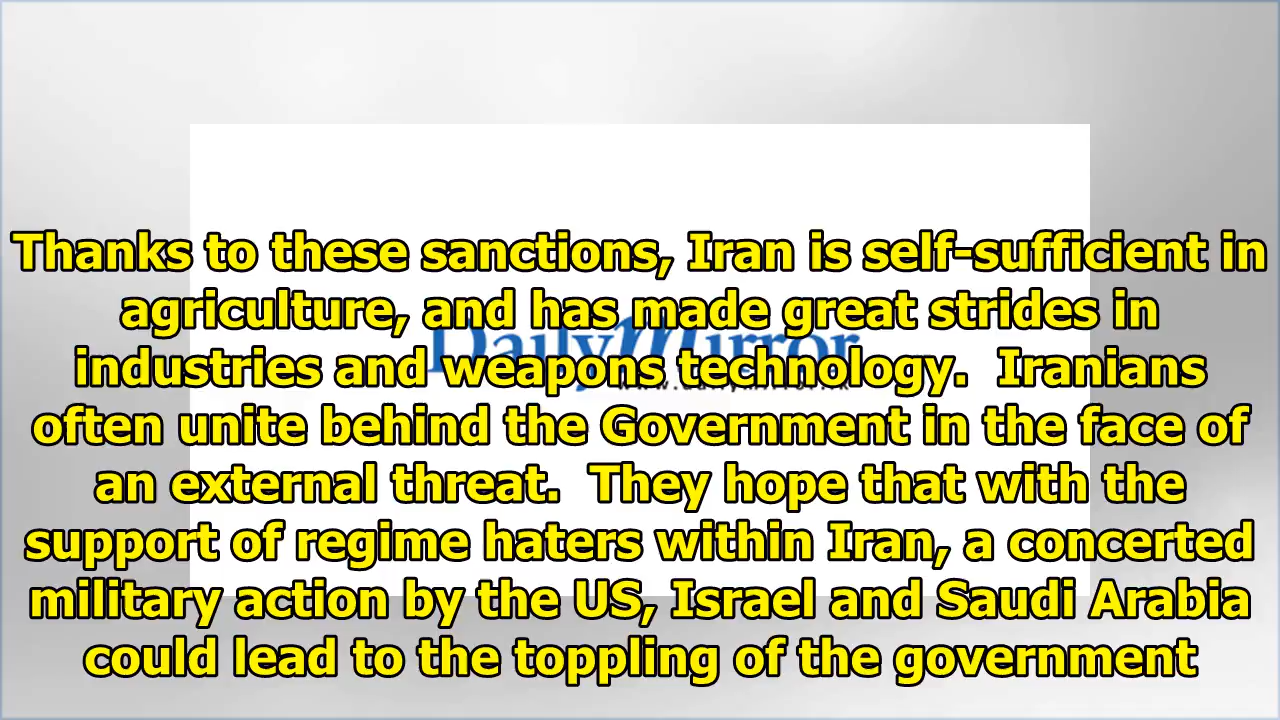 Thanks to these sanctions, Iran is self-sufficient in
agriculture, and has made great strides in
DailyMirror
industries and weapons technology.  Iranians
often unite behind the Government in the face of
an external threat.  They hope that with the
support of regime haters within Iran, a concerted
military action by the US, Israel and Saudi Arabia
could lead to the toppling of the government